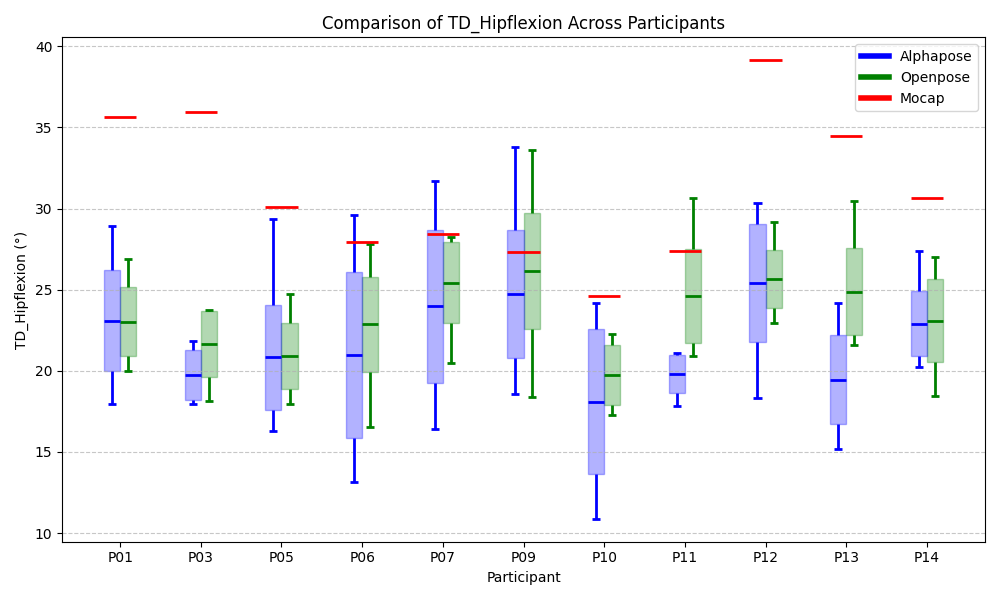 Comparison of TD_Hipflexion Across Participants
Alphapose
Openpose
Mocap
TD_Hipflexion (°)
40
35
30
25
20
15
10
P01 P03 P05 P06 P07 P09 P10 P11 P12 P13 P14
Participant